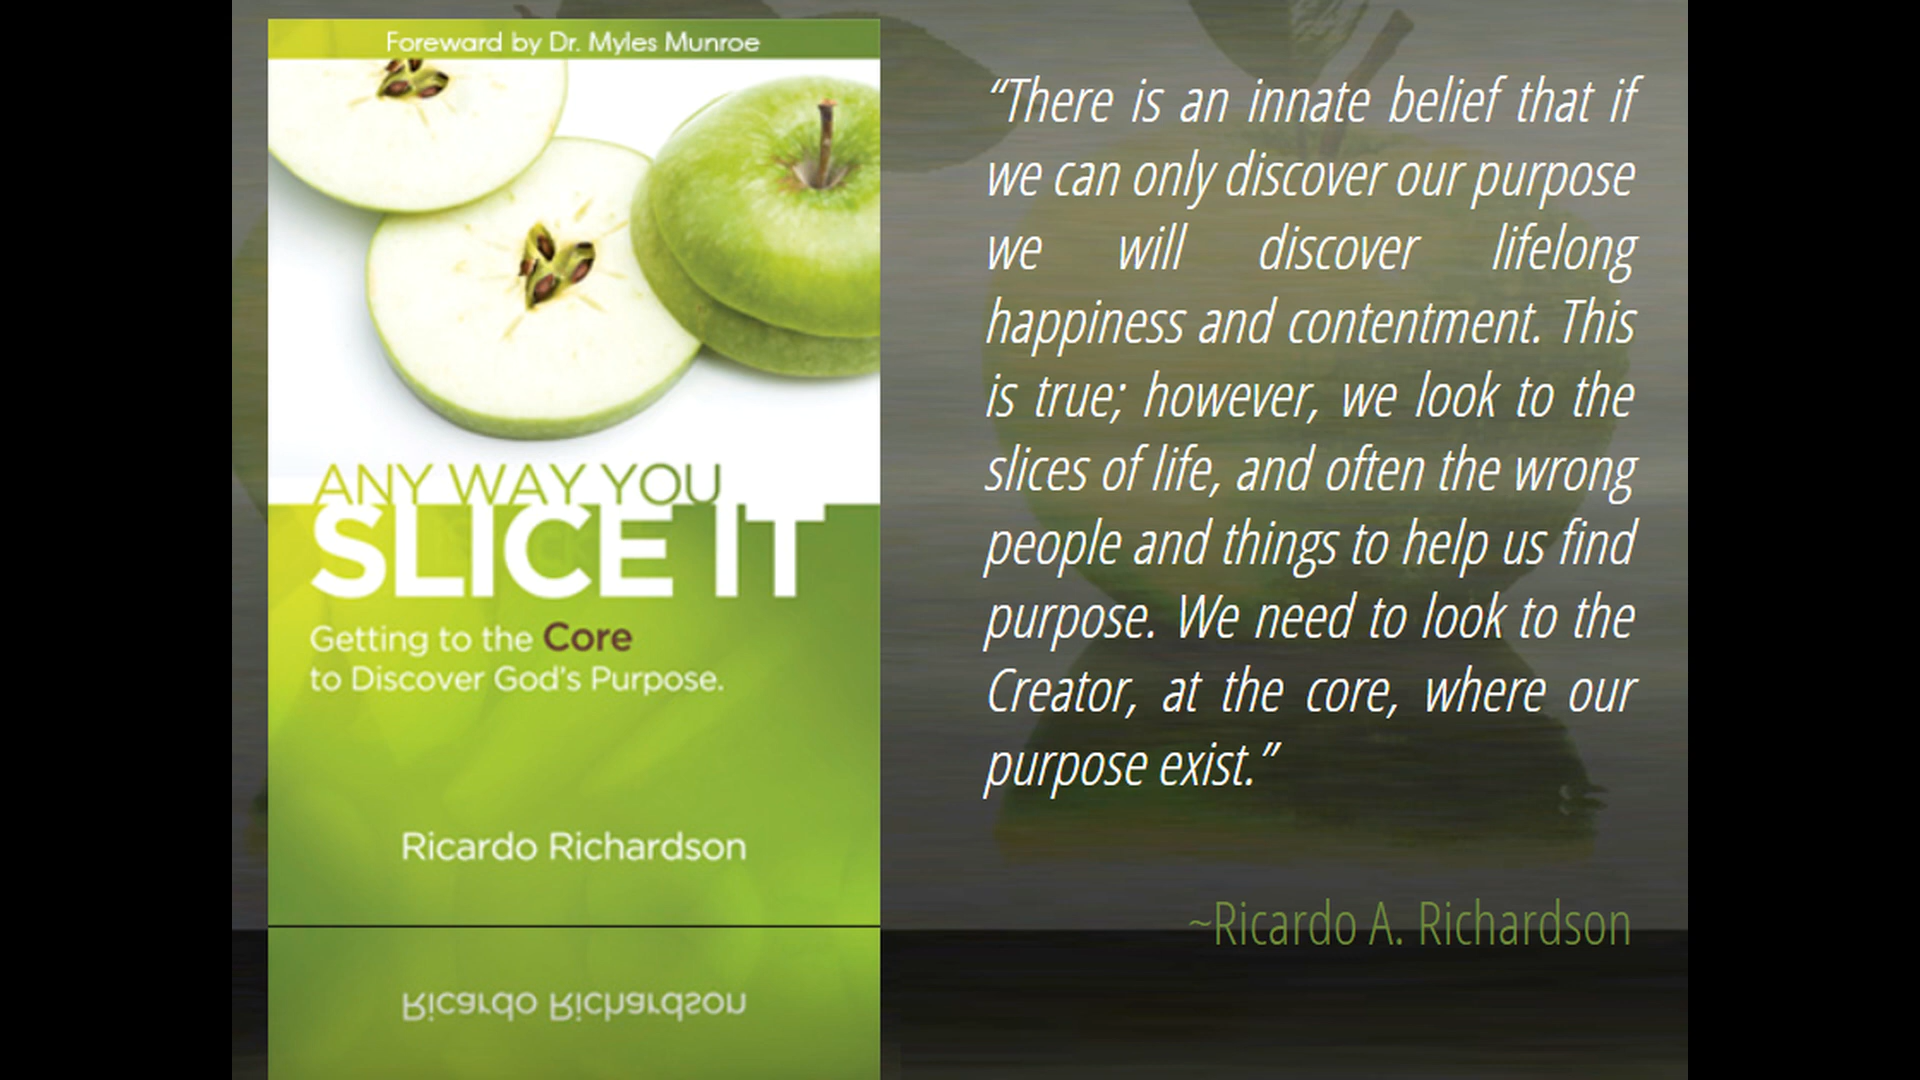 Foreward by Dr. Myles Munroe
ANY WAY YOU
SLICE IT
Getting to the Core
to Discover God's Purpose.
Ricardo Richardson
Ricardo Richardson
“There is an innate belief that if
we can only discover our purpose
we will discover lifelong
happiness and contentment. This
is true; however, we look to the
slices of life, and often the wrong
people and things to help us find
purpose. We need to look to the
Creator, at the core, where our
purpose exist.”
~Ricardo A. Richardson